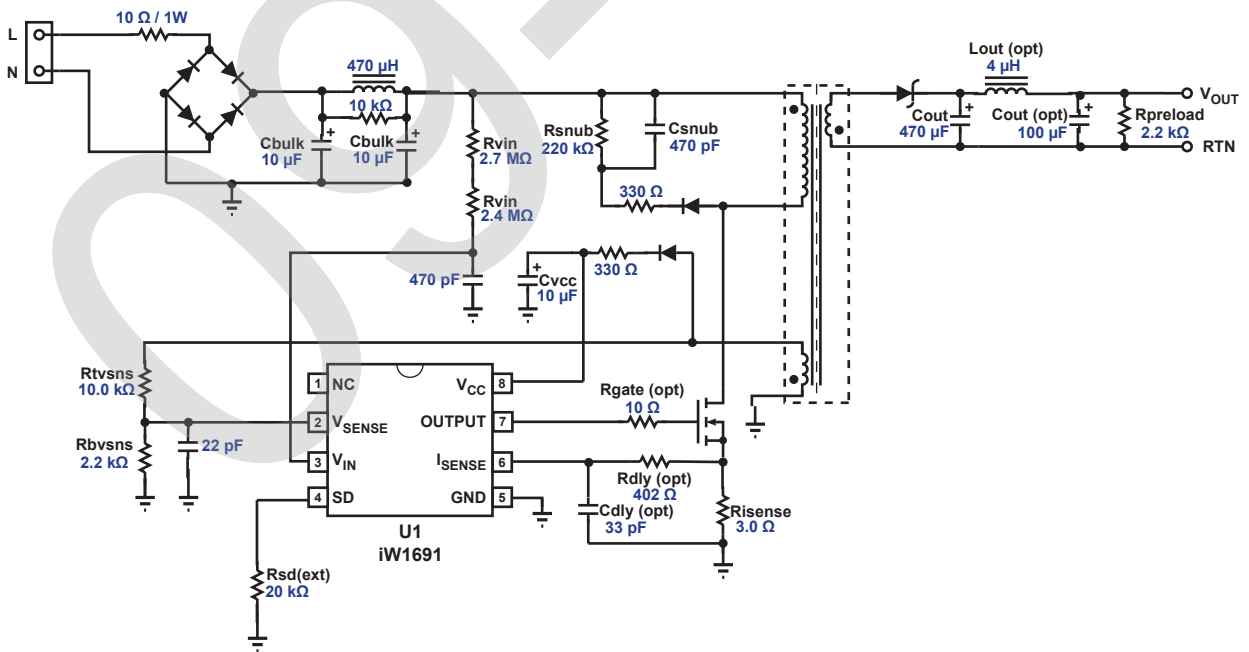 10 Ω / 1W
L
N
470 µH
10 kΩ
Cbulk
10 µF
Cbulk
10 µF
+
+
Rvin
2.7 MΩ
Rvin
2.4 MΩ
470 pF
Rsnub
220 kΩ
Csnub
470 pF
330 Ω
330 Ω
+
Cvcc
10 µF
Lout (opt)
4 µH
Cout
470 µF
+
Cout (opt)
100 µF
+
Rpreload
2.2 kΩ
VOUT
RTN
Rtvsns
10.0 kΩ
Rbvsns
2.2 kΩ
22 pF
1 NC
2 VSENSE
3 VIN
4 SD
VCC 8
OUTPUT 7
ISENSE 6
GND 5
U1
iW1691
Rgate (opt)
10 Ω
Rdly (opt)
402 Ω
Cdly (opt)
33 pF
Risense
3.0 Ω
Rsd(ext)
20 kΩ